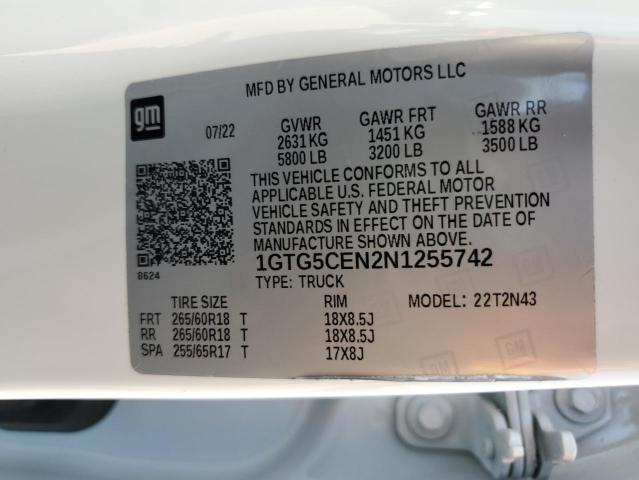 MFD BY GENERAL MOTORS LLC
gm
07/22
GVWR GAWR FRT GAWR RR
2631 KG 1451 KG 1588 KG
5800 LB 3200 LB 3500 LB
THIS VEHICLE CONFORMS TO ALL
APPLICABLE U.S. FEDERAL MOTOR
VEHICLE SAFETY AND THEFT PREVENTION
STANDARDS IN EFFECT ON THE DATE OF
MANUFACTURE SHOWN ABOVE.
8624
1GTG5CEN2N1255742
TYPE: TRUCK
TIRE SIZE RIM MODEL: 22T2N43
FRT 265/60R18 T 18X8.5J
RR 265/60R18 T 18X8.5J
SPA 255/65R17 T 17X8J
GM
GM